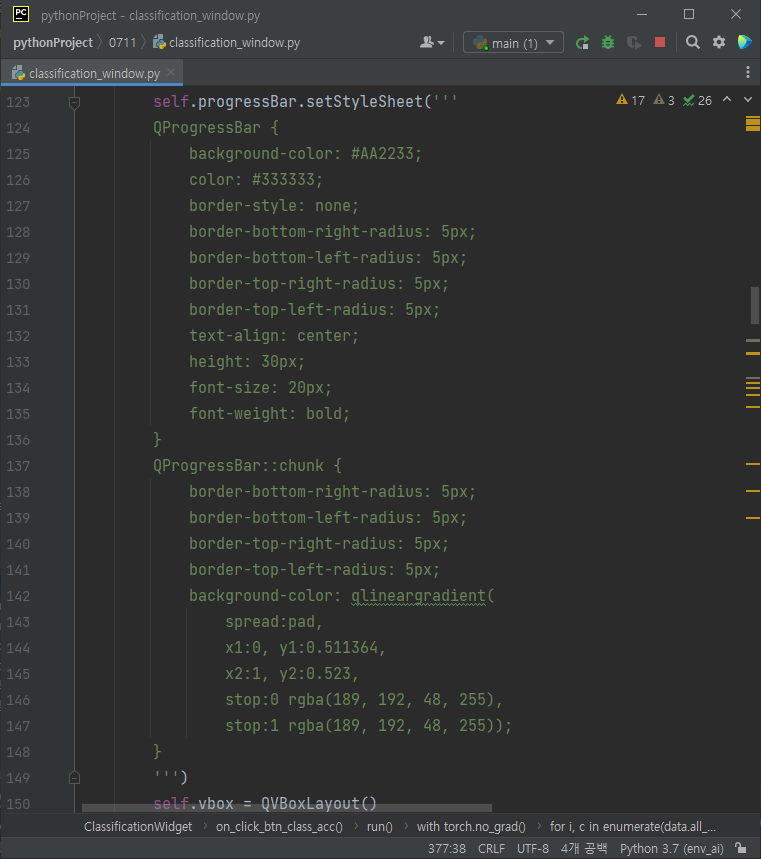 PC
pythonProject - classification_window.py
pythonProject
0711
classification_window.py
main (1)
classification_window.py
17
3
26
123 self.progressBar.setStyleSheet('''
124 QProgressBar {
125 background-color: #AA2233;
126 color: #333333;
127 border-style: none;
128 border-bottom-right-radius: 5px;
129 border-bottom-left-radius: 5px;
130 border-top-right-radius: 5px;
131 border-top-left-radius: 5px;
132 text-align: center;
133 height: 30px;
134 font-size: 20px;
135 font-weight: bold;
136 }
137 QProgressBar::chunk {
138 border-bottom-right-radius: 5px;
139 border-bottom-left-radius: 5px;
140 border-top-right-radius: 5px;
141 border-top-left-radius: 5px;
142 background-color: qlineargradient(
143 spread:pad,
144 x1:0, y1:0.511364,
145 x2:1, y2:0.523,
146 stop:0 rgba(189, 192, 48, 255),
147 stop:1 rgba(189, 192, 48, 255));
148 }
149 ''')
150 self.vbox = QVBoxLayout()
ClassificationWidget
on_click_btn_class_acc()
run()
with torch.no_grad()
for i, c in enumerate(data.all_...
377:38 CRLF UTF-8 4개 공백 Python 3.7 (env_ai)